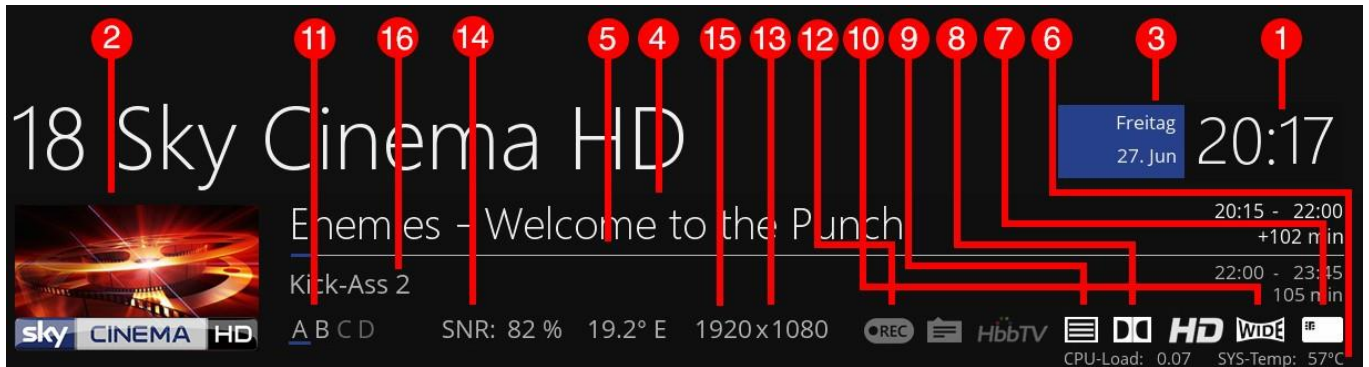 2 11 16 14 5 4 15 13 12 10 9 8 7 6 3 1
18 Sky Cinema HD
Freitag
27. Jun
20:17
Enemies - Welcome to the Punch
20:15 - 22:00
+102 min
Kick-Ass 2
22:00 - 23:45
105 min
sky CINEMA HD
A B C D SNR: 82 % 19.2° E 1920x1080 REC HbbTV HD WIDE
CPU-Load: 0.07 SYS-Temp: 57°C